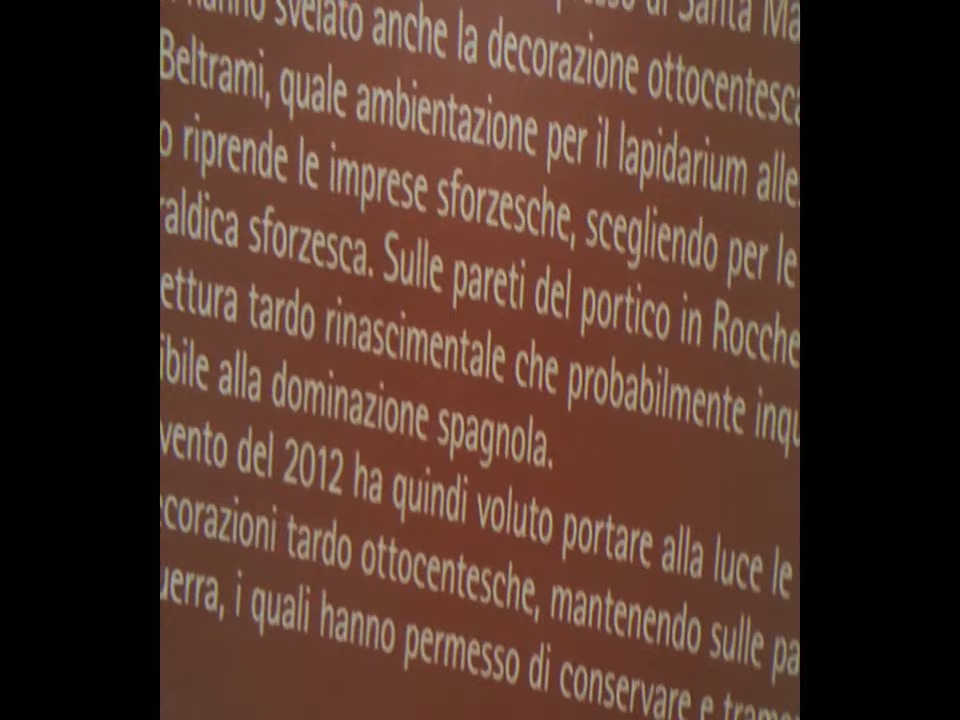 hanno svelato anche la decorazione ottocentesca
Beltrami, quale ambientazione per il lapidarium alle
o riprende le imprese sforzesche, scegliendo per le
raldica sforzesca. Sulle pareti del portico in Rocche
ettura tardo rinascimentale che probabilmente inqu
ibile alla dominazione spagnola.
vento del 2012 ha quindi voluto portare alla luce le
corazioni tardo ottocentesche, mantenendo sulle pa
uerra, i quali hanno permesso di conservare e